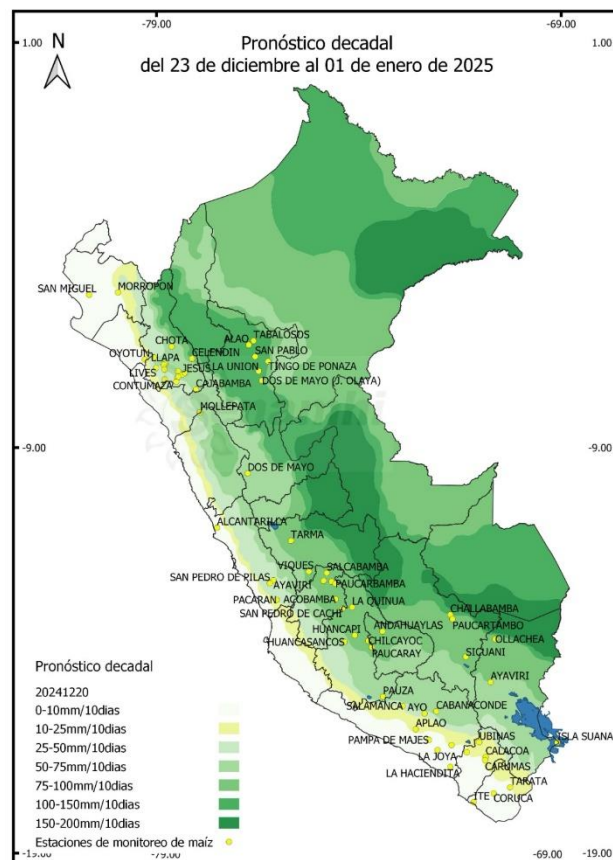 -79.00
-69.00
1.00
N
Pronóstico decadal
1.00
del 23 de diciembre al 01 de enero de 2025
SAN MIGUEL
MORROPON
CHOTA
ALAO
TABALOSOS
OYOTUN
LLAPA
CELENDIN
SAN PABLO
LIVES
JESUS
LA UNION
TINGO DE PONAZA
CONTUMAZA
CAJABAMBA
DOS DE MAYO (J. OLAYA)
MOLLEPATA
-9.00
-9.00
DOS DE MAYO
ALCANTARILLA
TARMA
VIQUES
SALCABAMBA
SAN PEDRO DE PILAS
AYAVIRI
PAUCARBAMBA
PACARAN
ACOBAMBA
LA QUINUA
SAN PEDRO DE CACHI
CHALLABAMBA
HUANCAPI
ANDAHUAYLAS
PAUCARTAMBO
HUANCASANCOS
CHILCAYOC
OLLACHEA
PAUCARAY
SICUANI
AYAVIRI
Pronóstico decadal
PAUZA
20241220
SALAMANCA
AYO
CABANACONDE
0-10mm/10dias
APLAO
ISLA SUANA
10-25mm/10dias
PAMPA DE MAJES
UBINAS
25-50mm/10dias
LA JOYA
CALACOA
50-75mm/10dias
LA HACIENDITA
CARUMAS
75-100mm/10dias
TARATA
100-150mm/10dias
ITE
CORUCA
150-200mm/10dias
Estaciones de monitoreo de maíz
-19.00
-79.00
-69.00
-19.00